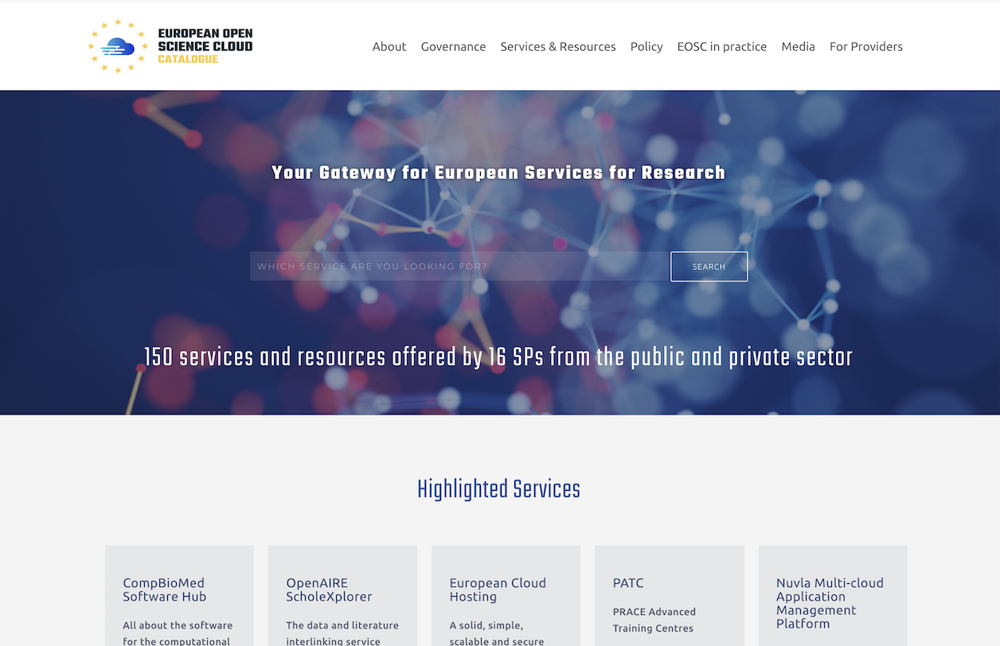 EUROPEAN OPEN
SCIENCE CLOUD
CATALOGUE
About Governance Services & Resources Policy EOSC in practice Media For Providers
Your Gateway for European Services for Research
WHICH SERVICE ARE YOU LOOKING FOR? SEARCH
150 services and resources offered by 16 SPs from the public and private sector
Highlighted Services
CompBioMed
Software Hub
All about the software
for the computational
OpenAIRE
ScholeXplorer
The data and literature
interlinking service
European Cloud
Hosting
A solid, simple,
scalable and secure
PATC
PRACE Advanced
Training Centres
Nuvla Multi-cloud
Application
Management
Platform